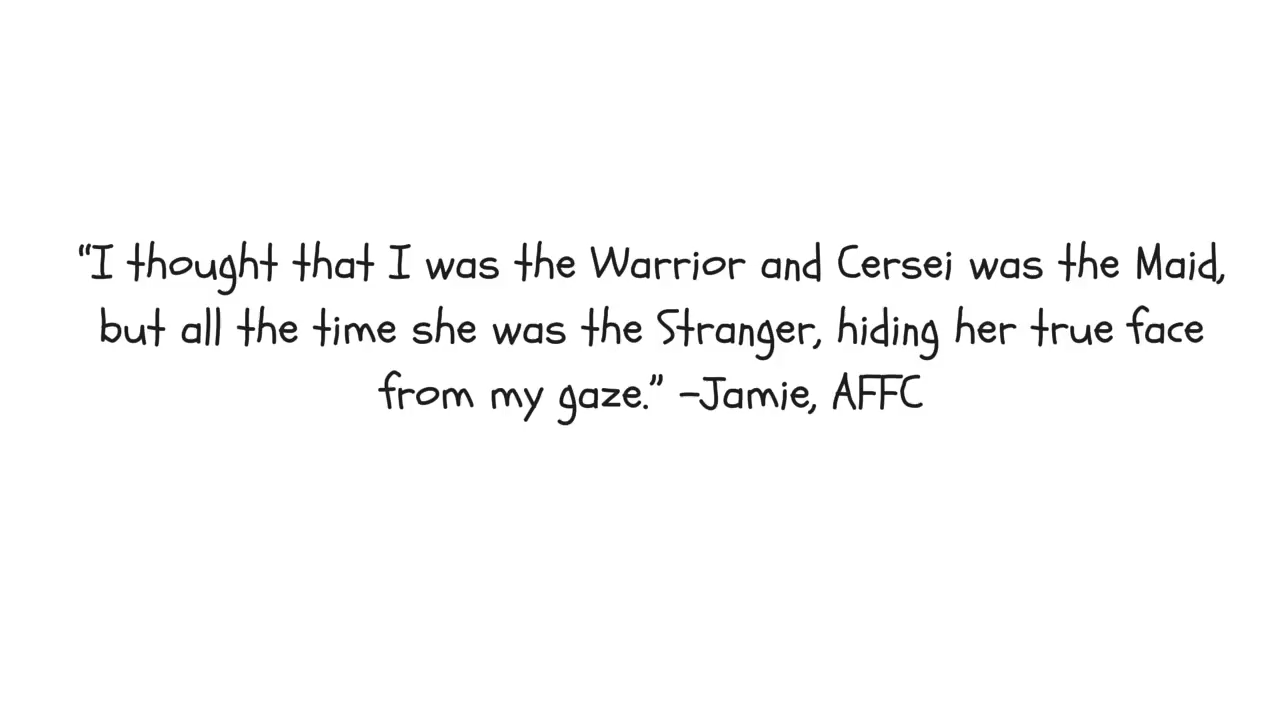 “I thought that I was the Warrior and Cersei was the Maid,
but all the time she was the Stranger, hiding her true face
from my gaze.” -Jamie, AFFC